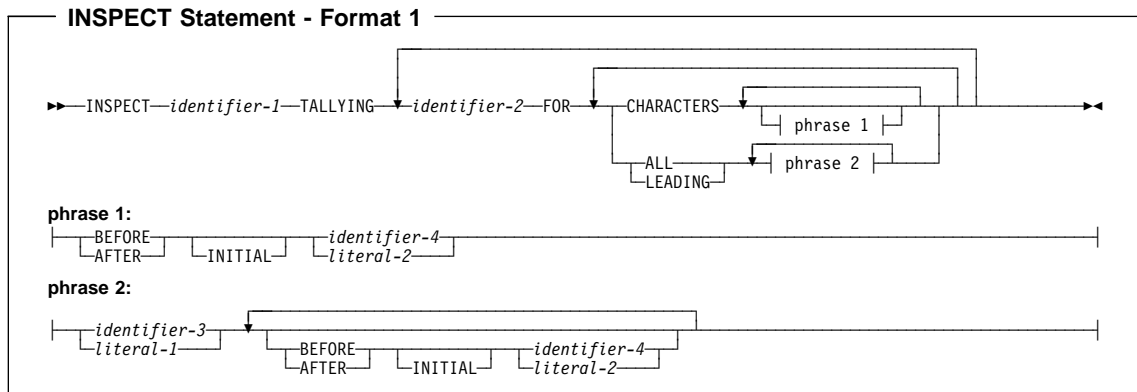 INSPECT Statement - Format 1
INSPECT identifier-1 TALLYING identifier-2 FOR CHARACTERS
phrase 1
ALL phrase 2
LEADING
phrase 1:
BEFORE identifier-4
AFTER INITIAL literal-2
phrase 2:
identifier-3
literal-1
BEFORE identifier-4
AFTER INITIAL literal-2